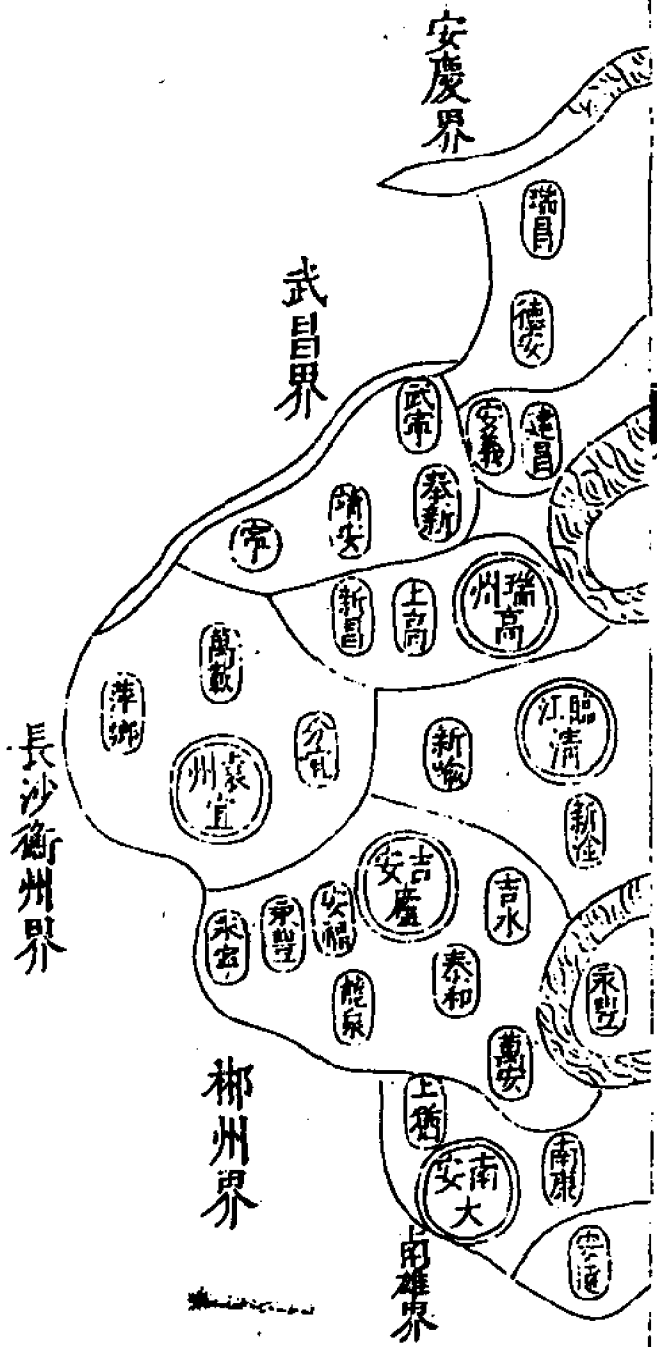 安慶界
瑞昌
德安
武昌界
武寧
安義
建昌
奉新
靖安
寧
瑞州
高
上高
新昌
萬載
萍鄉
袁州
宜
分宜
臨江
清
新喻
新淦
長沙衡州界
吉安
廬
吉水
安福
永豐
泰和
龍泉
永豐
萬安
郴州界
上猶
南安
大
南康
南雄界
安遠